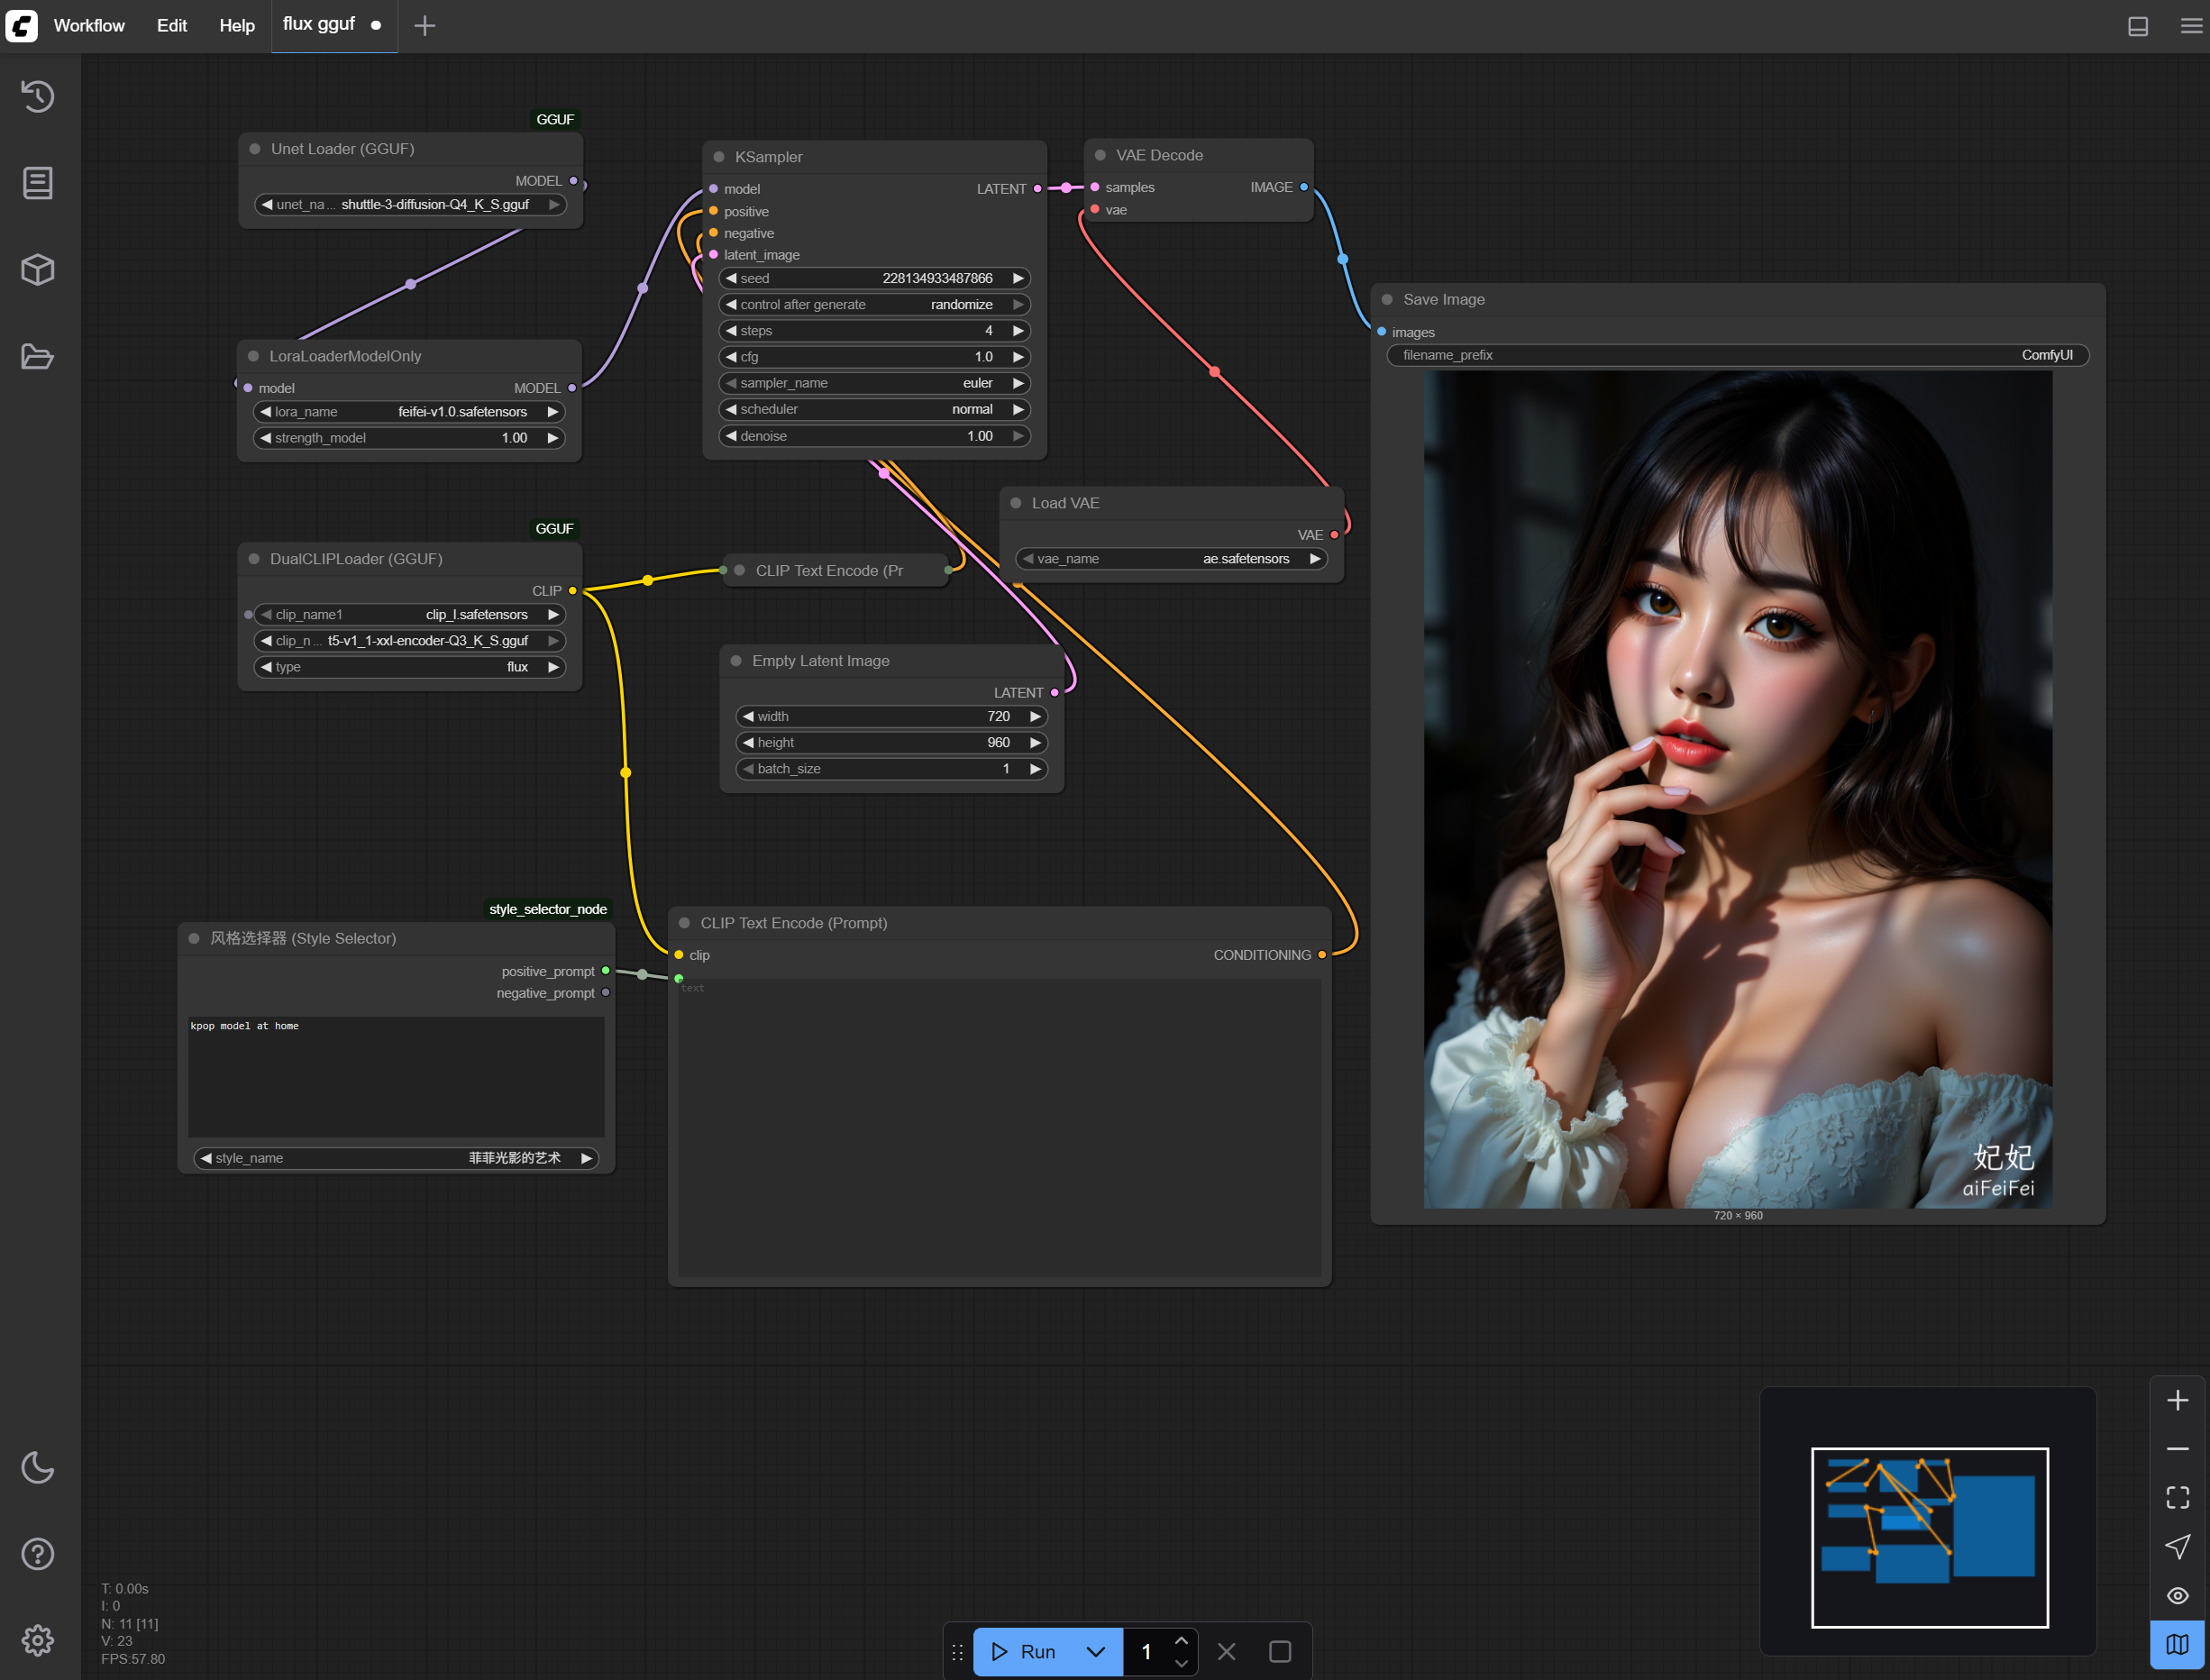 Workflow Edit Help flux gguf
GGUF
Unet Loader (GGUF)
MODEL
unet_na... shuttle-3-diffusion-Q4_K_S.gguf
LoraLoaderModelOnly
model MODEL
lora_name feifei-v1.0.safetensors
strength_model 1.00
KSampler
model LATENT
positive
negative
latent_image
seed 228134933487866
control after generate randomize
steps 4
cfg 1.0
sampler_name euler
scheduler normal
denoise 1.00
VAE Decode
samples IMAGE
vae
Save Image
images
filename_prefix ComfyUI
妃妃
aiFeiFei
720 × 960
Load VAE
VAE
vae_name ae.safetensors
GGUF
DualCLIPLoader (GGUF)
CLIP
clip_name1 clip_l.safetensors
clip_n... t5-v1_1-xxl-encoder-Q3_K_S.gguf
type flux
CLIP Text Encode (Pr
Empty Latent Image
LATENT
width 720
height 960
batch_size 1
style_selector_node
风格选择器 (Style Selector)
positive_prompt
negative_prompt
kpop model at home
style_name 菲菲光影的艺术
CLIP Text Encode (Prompt)
clip CONDITIONING
text
T: 0.00s
I: 0
N: 11 [11]
V: 23
FPS:57.80
Run 1